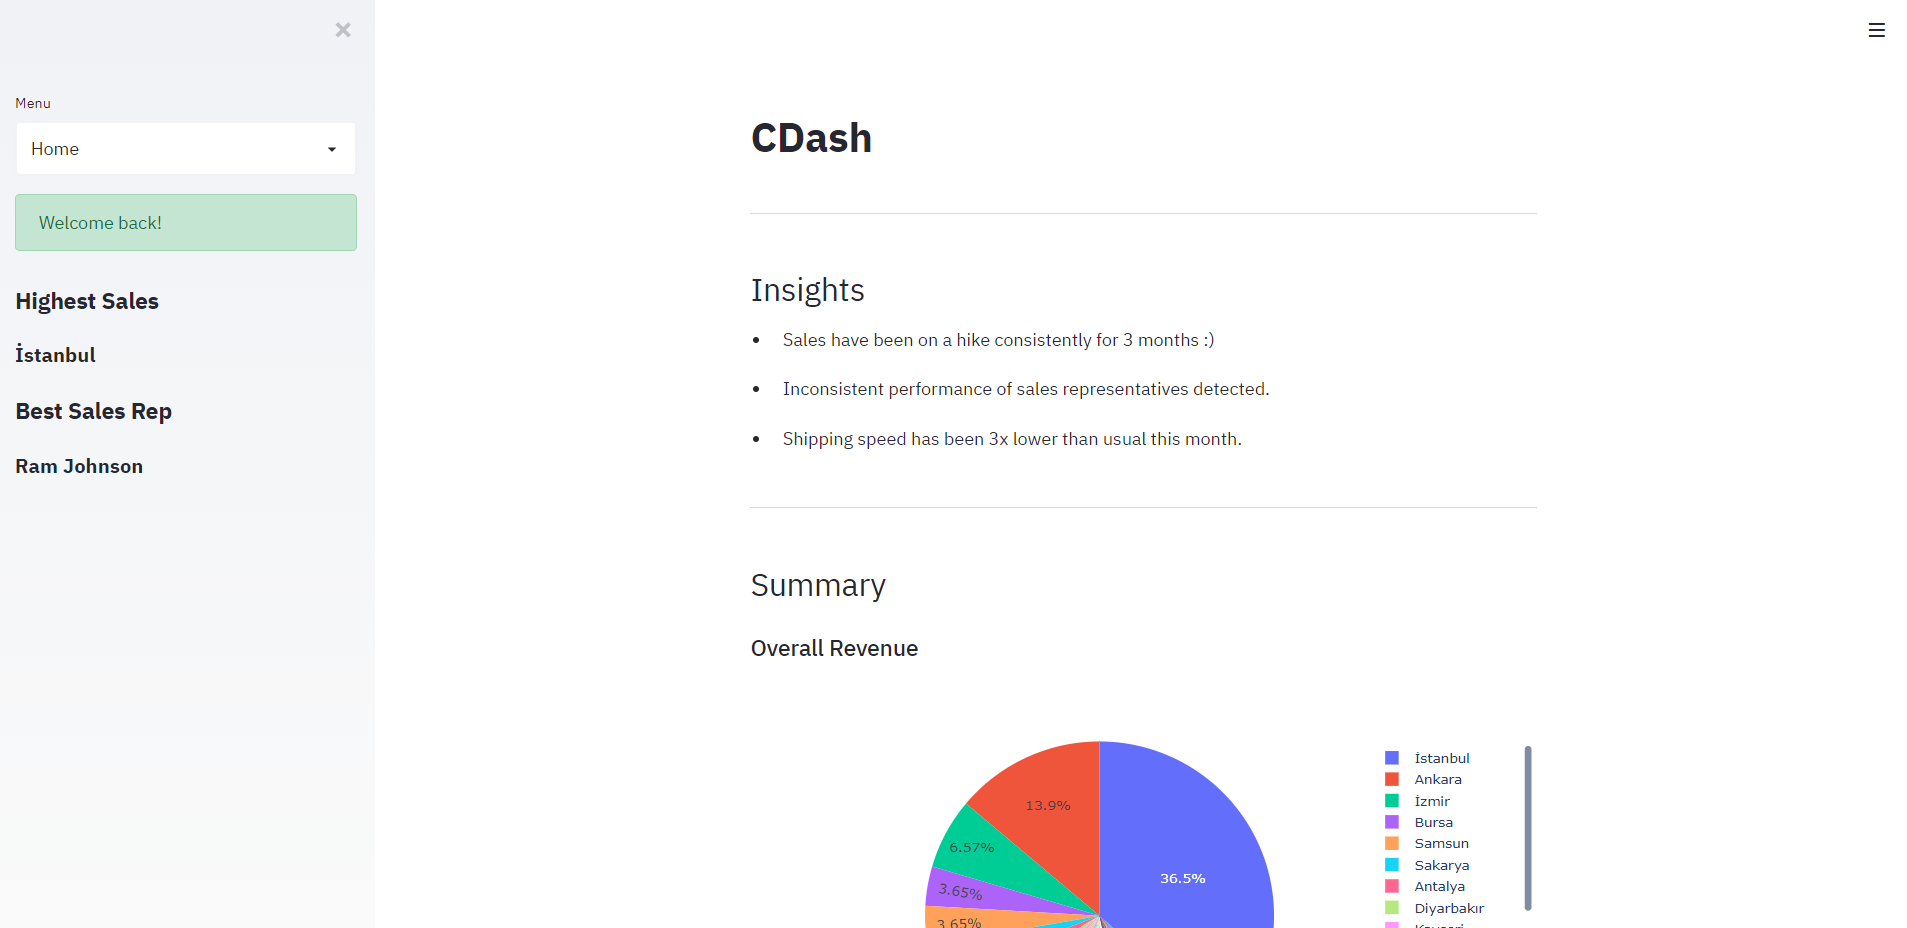 Menu
Home
Welcome back!
Highest Sales
İstanbul
Best Sales Rep
Ram Johnson
CDash
Insights
Sales have been on a hike consistently for 3 months :)
Inconsistent performance of sales representatives detected.
Shipping speed has been 3x lower than usual this month.
Summary
Overall Revenue
13.9%
6.57%
3.65%
3.65%
36.5%
İstanbul
Ankara
İzmir
Bursa
Samsun
Sakarya
Antalya
Diyarbakır